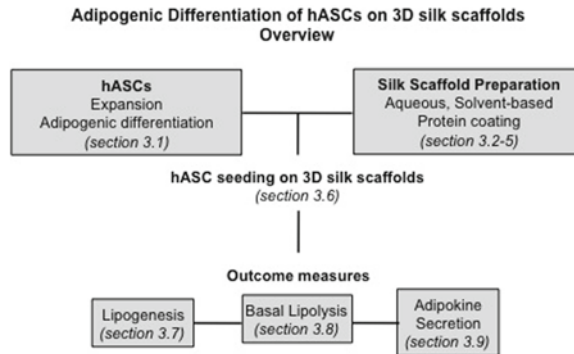 Adipogenic Differentiation of hASCs on 3D silk scaffolds
Overview
hASCs
Expansion
Adipogenic differentiation
(section 3.1)
Silk Scaffold Preparation
Aqueous, Solvent-based
Protein coating
(section 3.2-5)
hASC seeding on 3D silk scaffolds
(section 3.6)
Outcome measures
Lipogenesis
(section 3.7)
Basal Lipolysis
(section 3.8)
Adipokine
Secretion
(section 3.9)